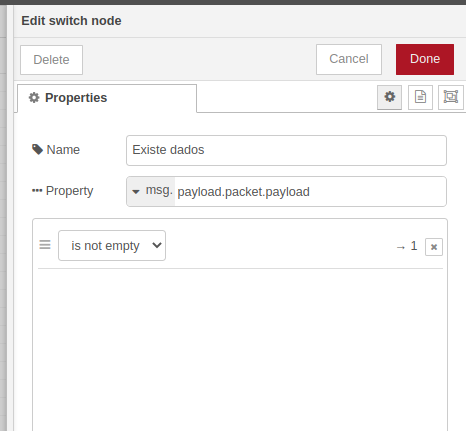 Edit switch node
Delete
Cancel
Done
Properties
Name
Existe dados
Property
msg. payload.packet.payload
is not empty
→ 1